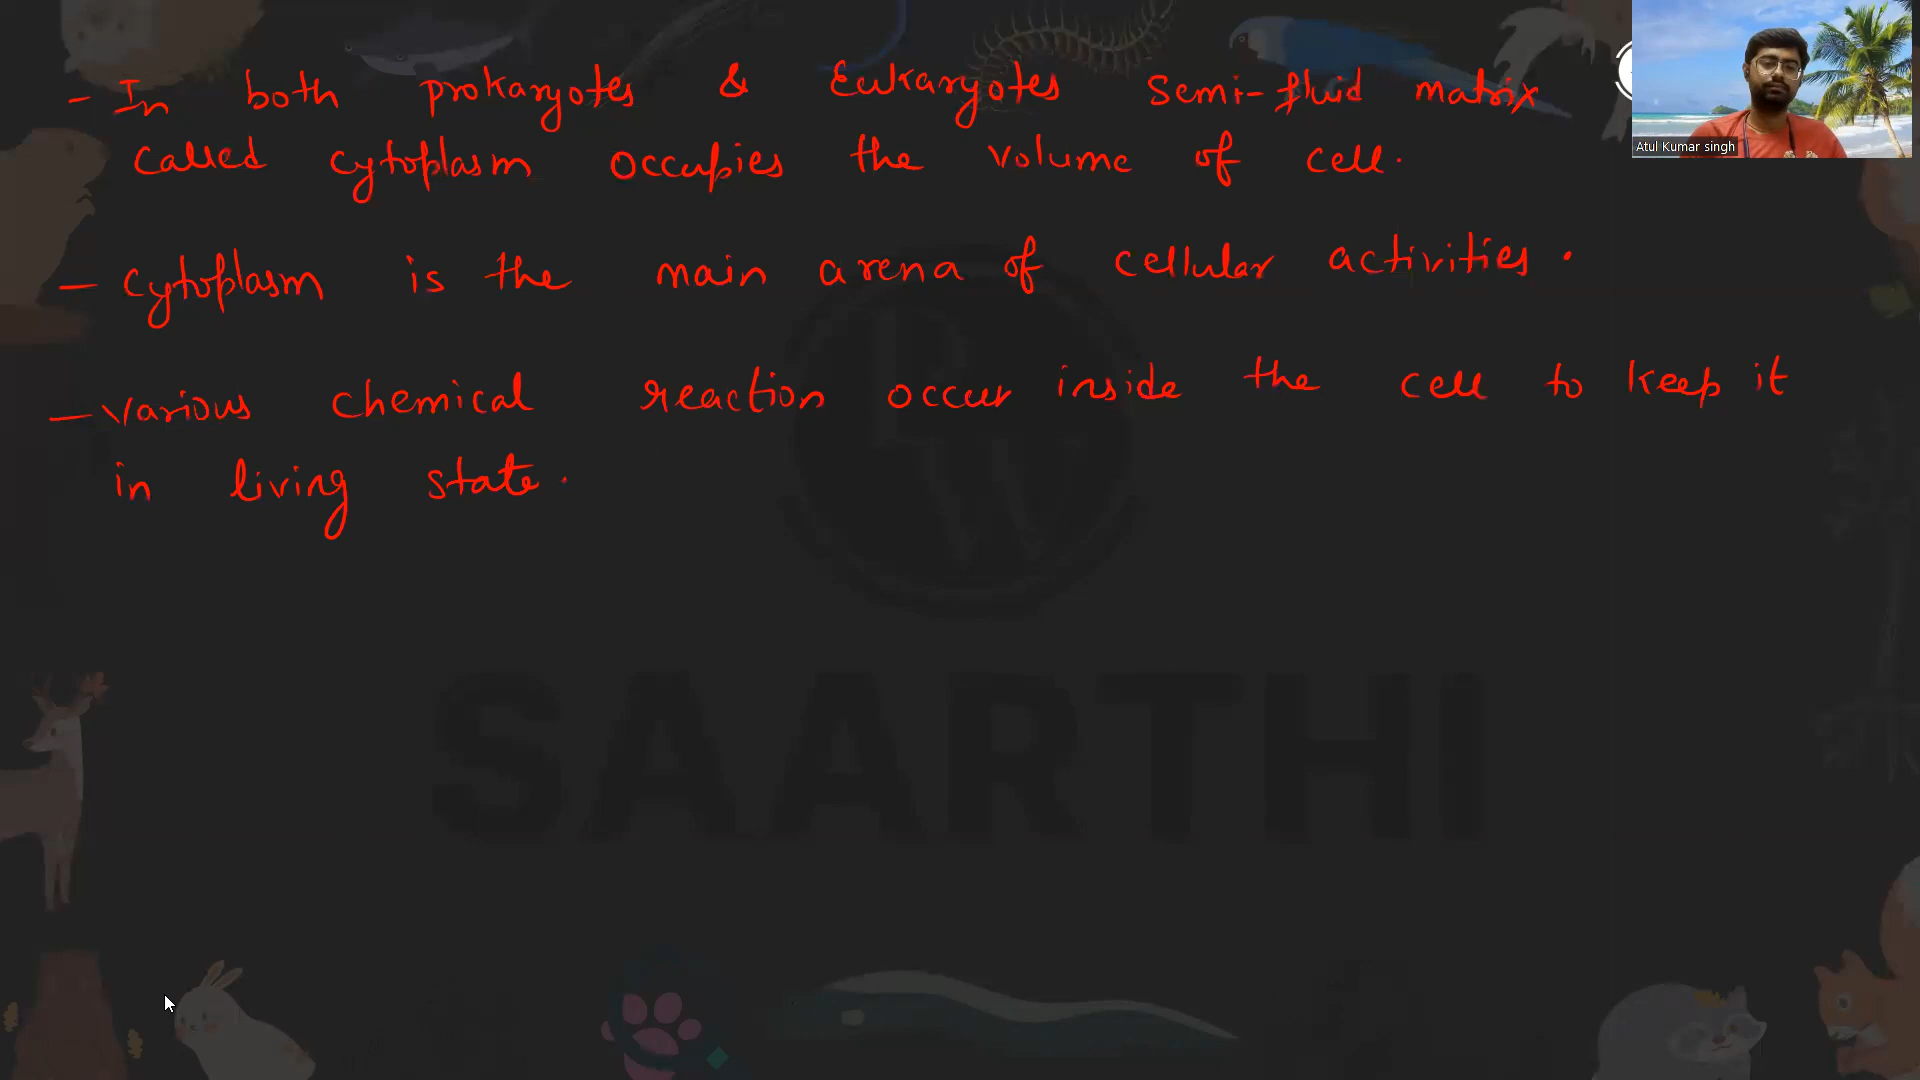 - In both prokaryotes & Eukaryotes semi-fluid matrix
called cytoplasm occupies the volume of cell.
- cytoplasm is the main arena of cellular activities.
- various chemical reaction occur inside the cell to keep it
in living state.
Atul Kumar singh
PW
SAARTHI